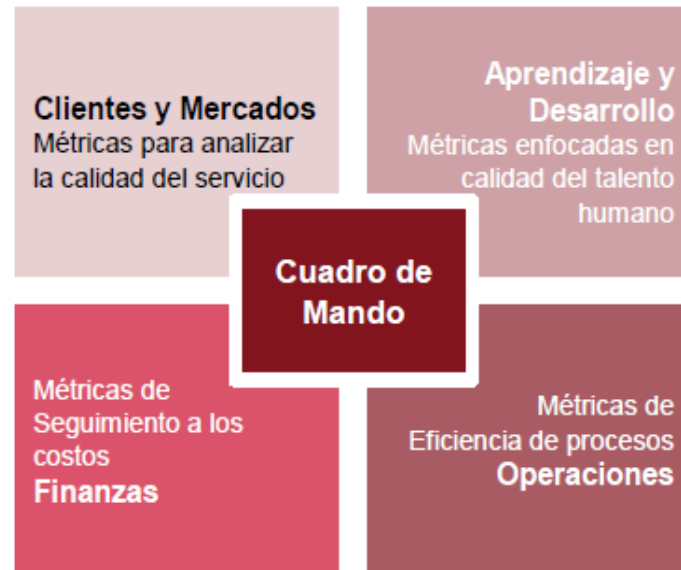 Clientes y Mercados
Métricas para analizar
la calidad del servicio
Aprendizaje y
Desarrollo
Métricas enfocadas en
calidad del talento
humano
Cuadro de
Mando
Métricas de
Seguimiento a los
costos
Finanzas
Métricas de
Eficiencia de procesos
Operaciones